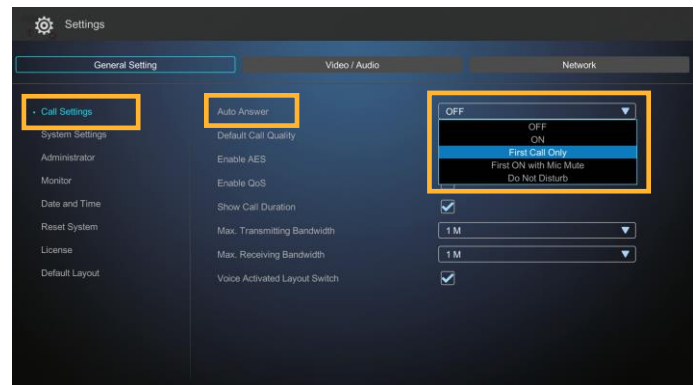 Settings
General Setting
Video / Audio
Network
Call Settings
System Settings
Administrator
Monitor
Date and Time
Reset System
License
Default Layout
Auto Answer
OFF
OFF
ON
First Call Only
First ON with Mic Mute
Do Not Disturb
Default Call Quality
Enable AES
Enable QoS
Show Call Duration
Max. Transmitting Bandwidth
1 M
Max. Receiving Bandwidth
1 M
Voice Activated Layout Switch